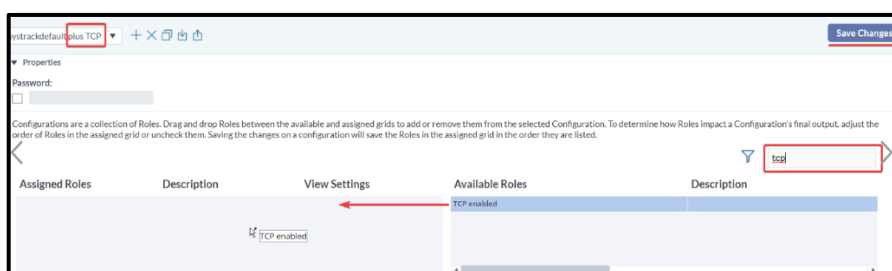 ystrackdefault plus TCP
Save Changes
Properties
Password:
Configurations are a collection of Roles. Drag and drop Roles between the available and assigned grids to add or remove them from the selected Configuration. To determine how Roles impact a Configuration's final output, adjust the
order of Roles in the assigned grid or uncheck them. Saving the changes on a configuration will save the Roles in the assigned grid in the order they are listed.
tcp
Assigned Roles Description View Settings Available Roles Description
TCP enabled
TCP enabled